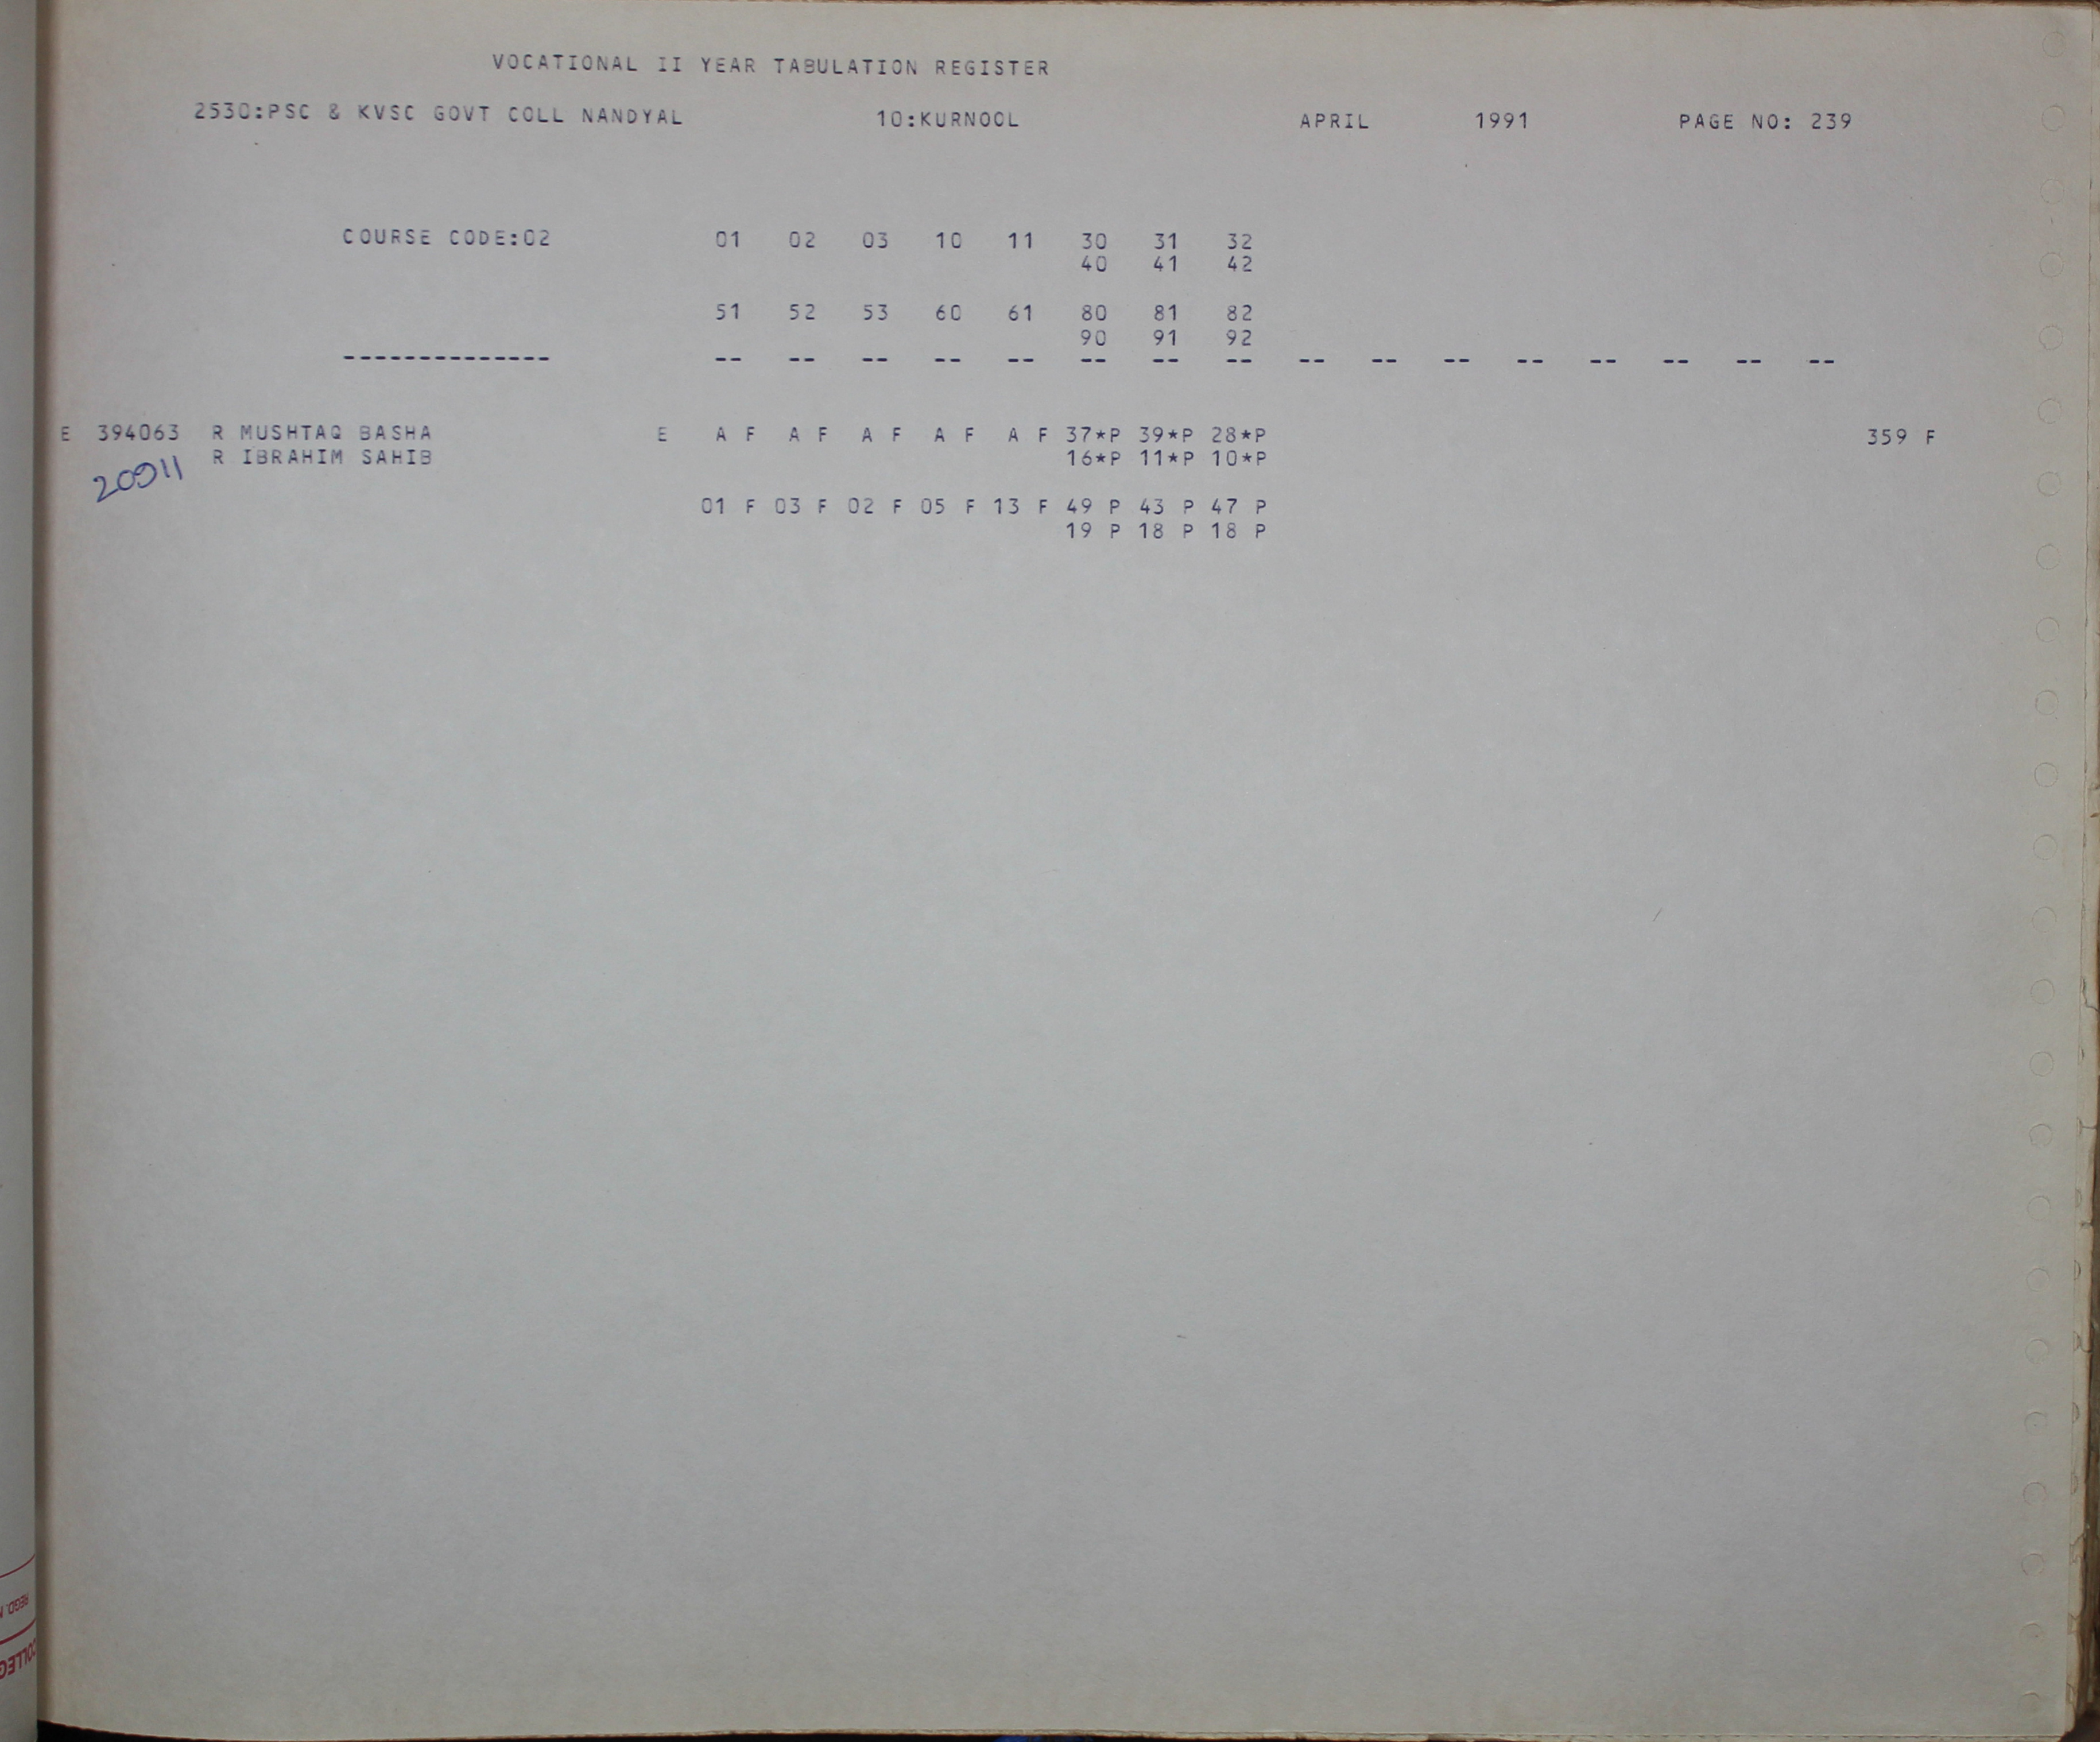 VOCATIONAL II YEAR TABULATION REGISTER
2530:PSC & KVSC GOVT COLL NANDYAL 10:KURNOOL APRIL 1991 PAGE NO: 239
COURSE CODE:02 01 02 03 10 11 30 31 32
40 41 42
51 52 53 60 61 80 81 82
90 91 92
-------------- -- -- -- -- -- -- -- -- -- -- -- -- -- -- -- --
E 394063 R MUSHTAQ BASHA E A F A F A F A F A F 37*P 39*P 28*P 359 F
R IBRAHIM SAHIB 16*P 11*P 10*P
20911
01 F 03 F 02 F 05 F 13 F 49 P 43 P 47 P
19 P 18 P 18 P
REGD.